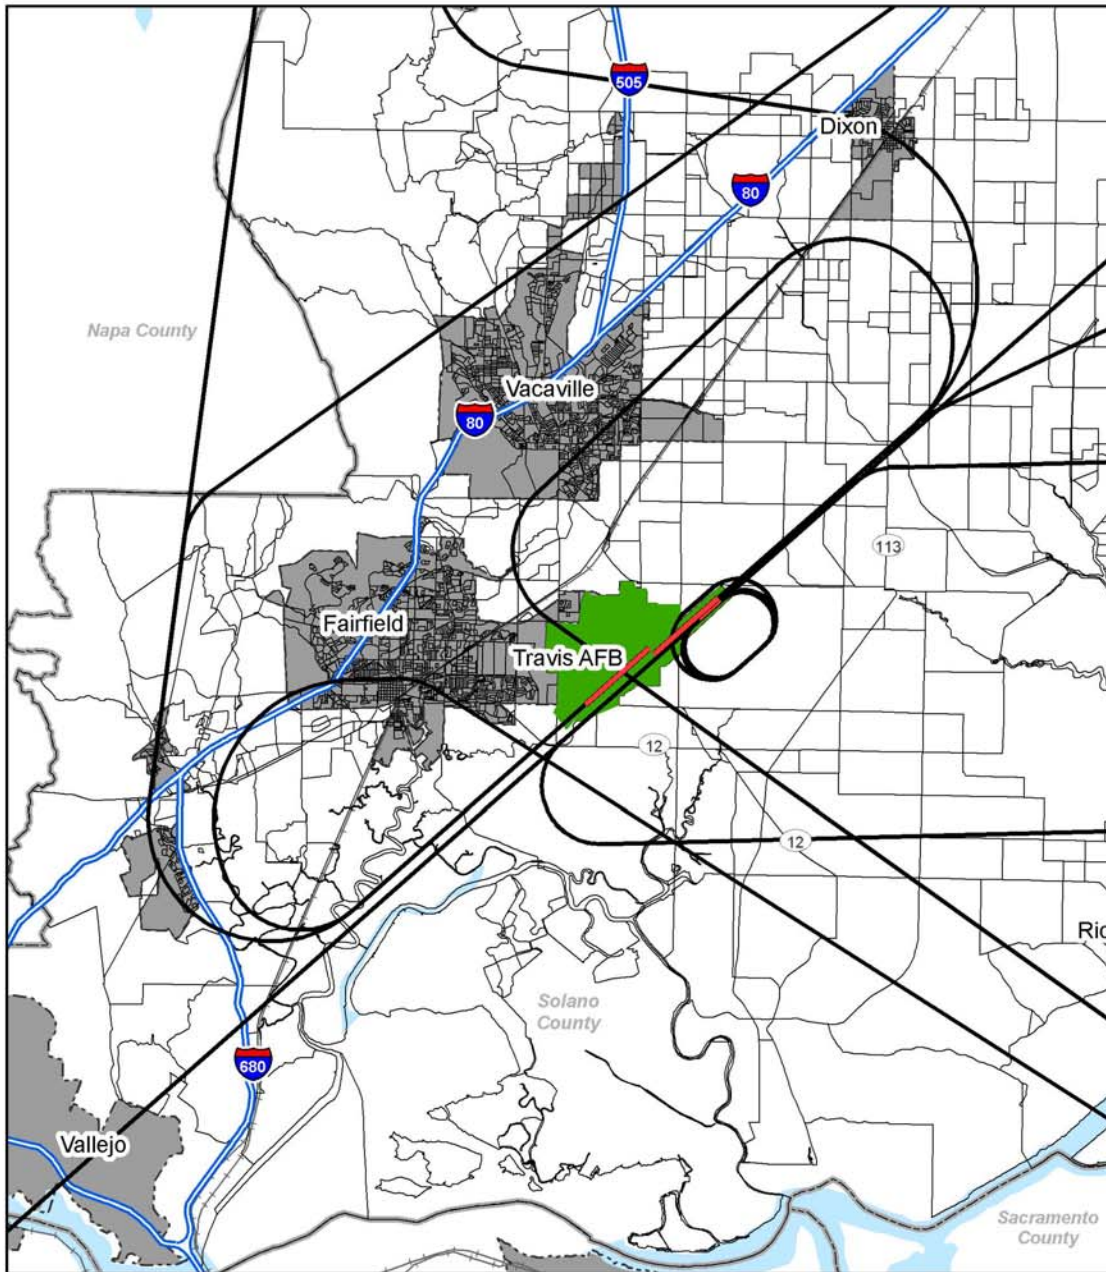 505
Dixon
80
Napa County
Vacaville
80
113
Fairfield
Travis AFB
12
12
Ric
Solano
County
680
Vallejo
Sacramento
County